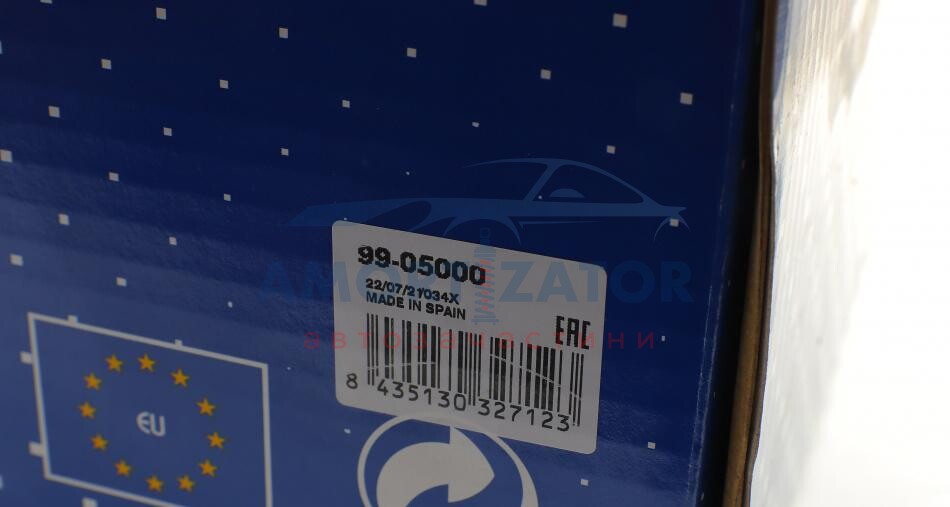 99-05000
22/07/21034X
MADE IN SPAIN
EAC
8 435130 327123
EU
AMORTIZATOR
автозапчастини